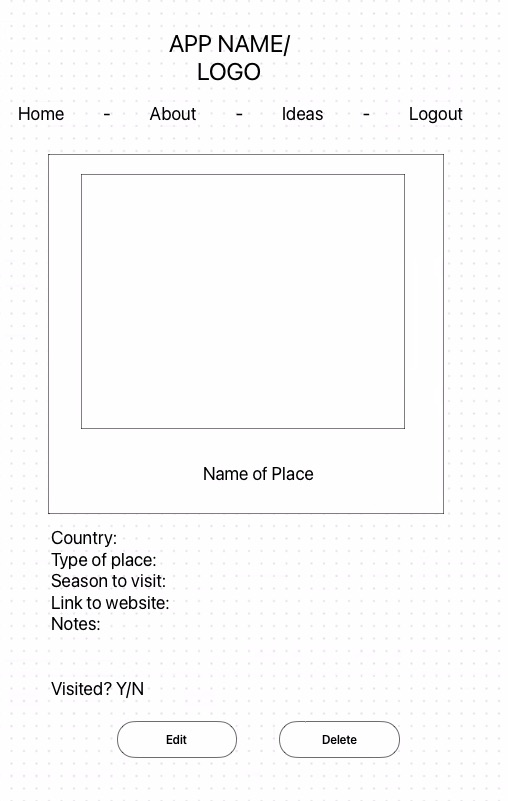 APP NAME/
LOGO
Home - About - Ideas - Logout
Name of Place
Country:
Type of place:
Season to visit:
Link to website:
Notes:
Visited? Y/N
Edit Delete